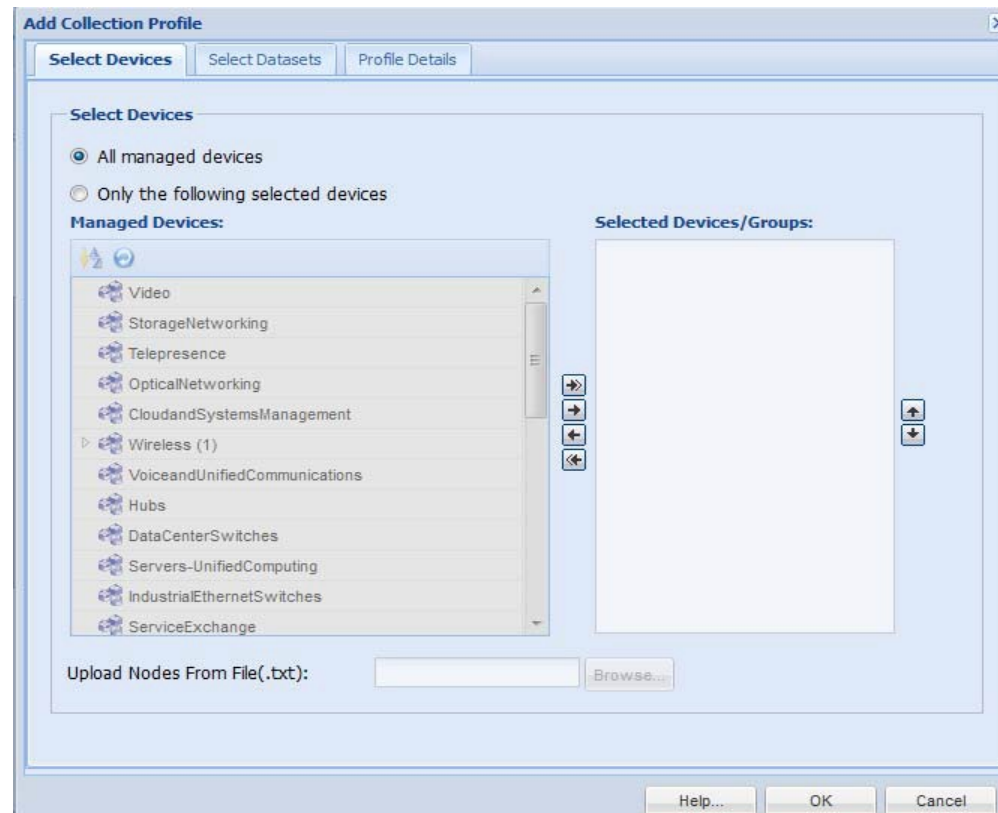 Add Collection Profile
Select Devices
Select Datasets
Profile Details
Select Devices
All managed devices
Only the following selected devices
Managed Devices:
Selected Devices/Groups:
Video
StorageNetworking
Telepresence
OpticalNetworking
CloudandSystemsManagement
Wireless (1)
VoiceandUnifiedCommunications
Hubs
DataCenterSwitches
Servers-UnifiedComputing
IndustrialEthernetSwitches
ServiceExchange
Upload Nodes From File(.txt):
Browse...
Help...
OK
Cancel